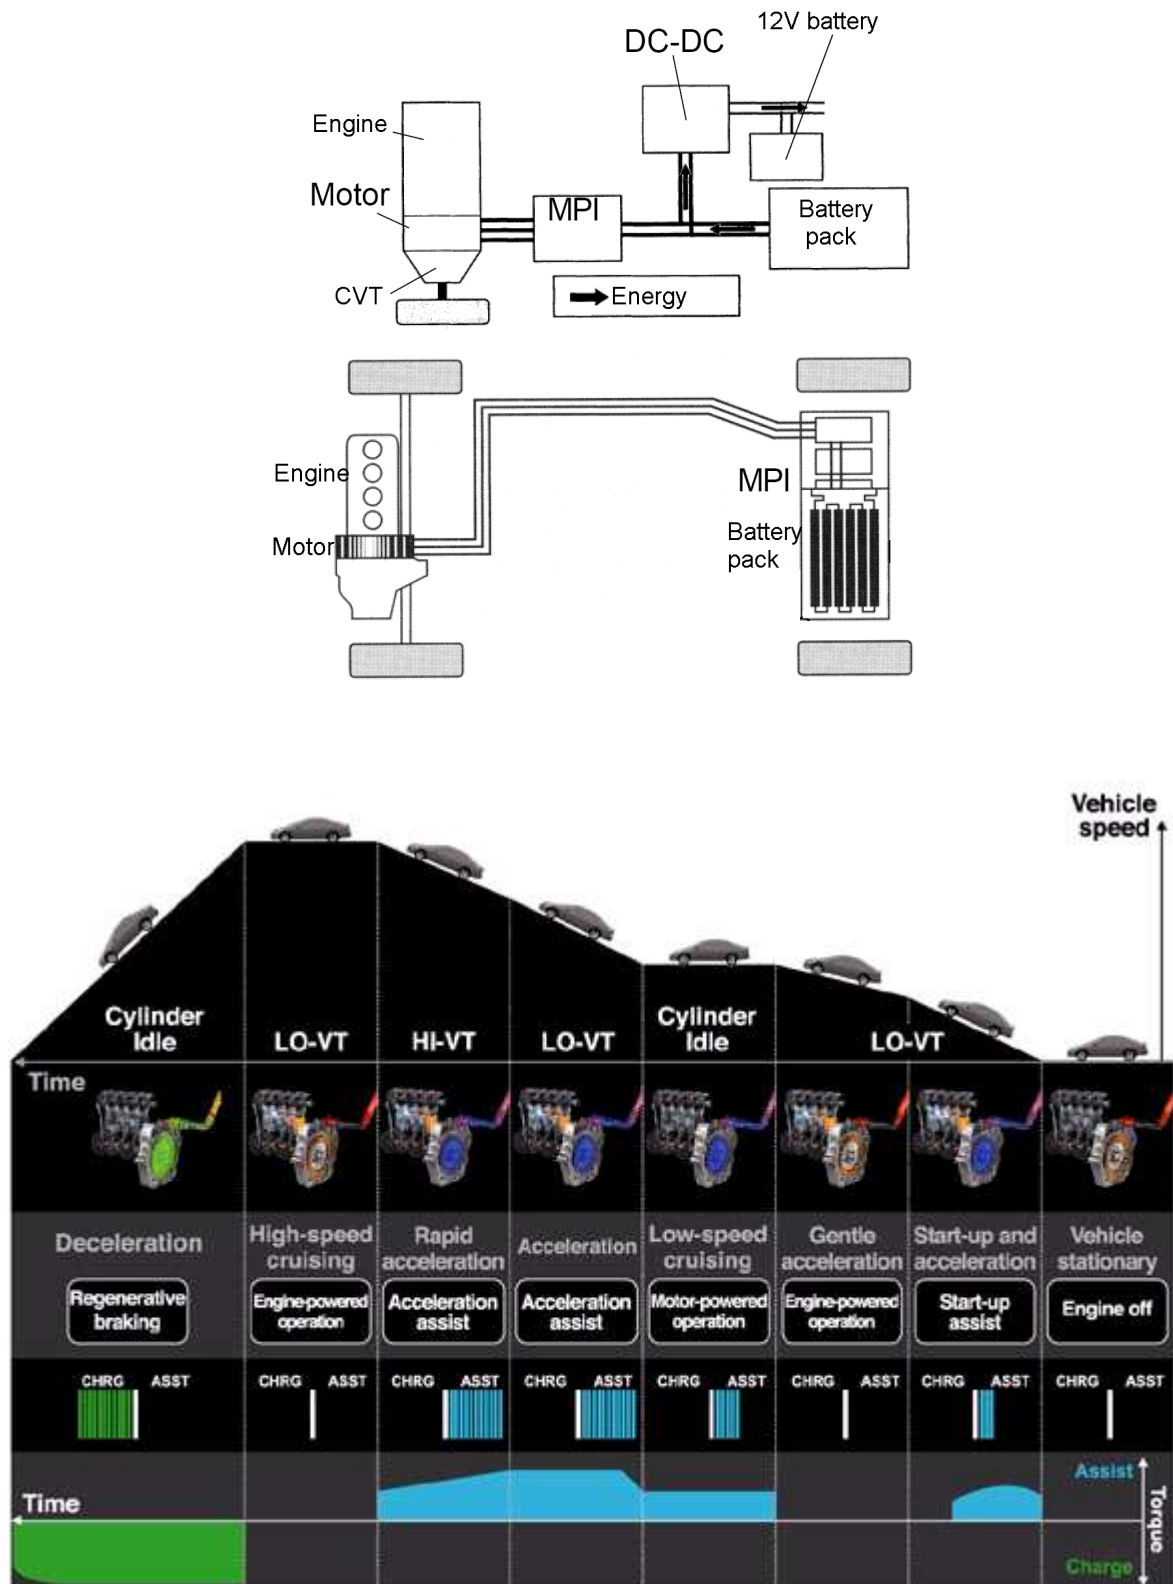 12V battery
DC-DC
Engine
Motor
MPI
Battery
pack
CVT
Energy
Engine
MPI
Motor
Battery
pack
Vehicle
speed
Cylinder
Idle
LO-VT
HI-VT
LO-VT
Cylinder
Idle
LO-VT
Time
Deceleration
High-speed
cruising
Rapid
acceleration
Acceleration
Low-speed
cruising
Gentle
acceleration
Start-up and
acceleration
Vehicle
stationary
Regenerative
braking
Engine-powered
operation
Acceleration
assist
Acceleration
assist
Motor-powered
operation
Engine-powered
operation
Start-up
assist
Engine off
CHRG ASST
CHRG ASST
CHRG ASST
CHRG ASST
CHRG ASST
CHRG ASST
CHRG ASST
CHRG ASST
Assist
Time
Torque
Charge